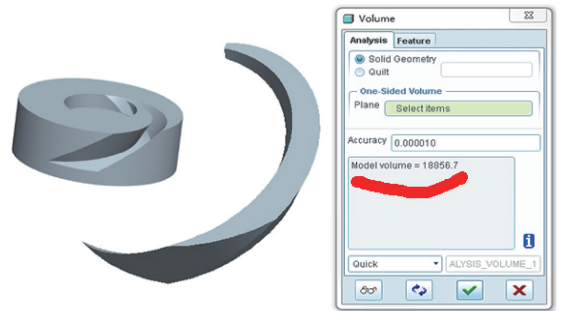 Volume
Analysis
Feature
Solid Geometry
Quilt
One-Sided Volume
Plane
Select items
Accuracy
0.000010
Model volume = 18856.7
Quick
ALYSIS_VOLUME_1